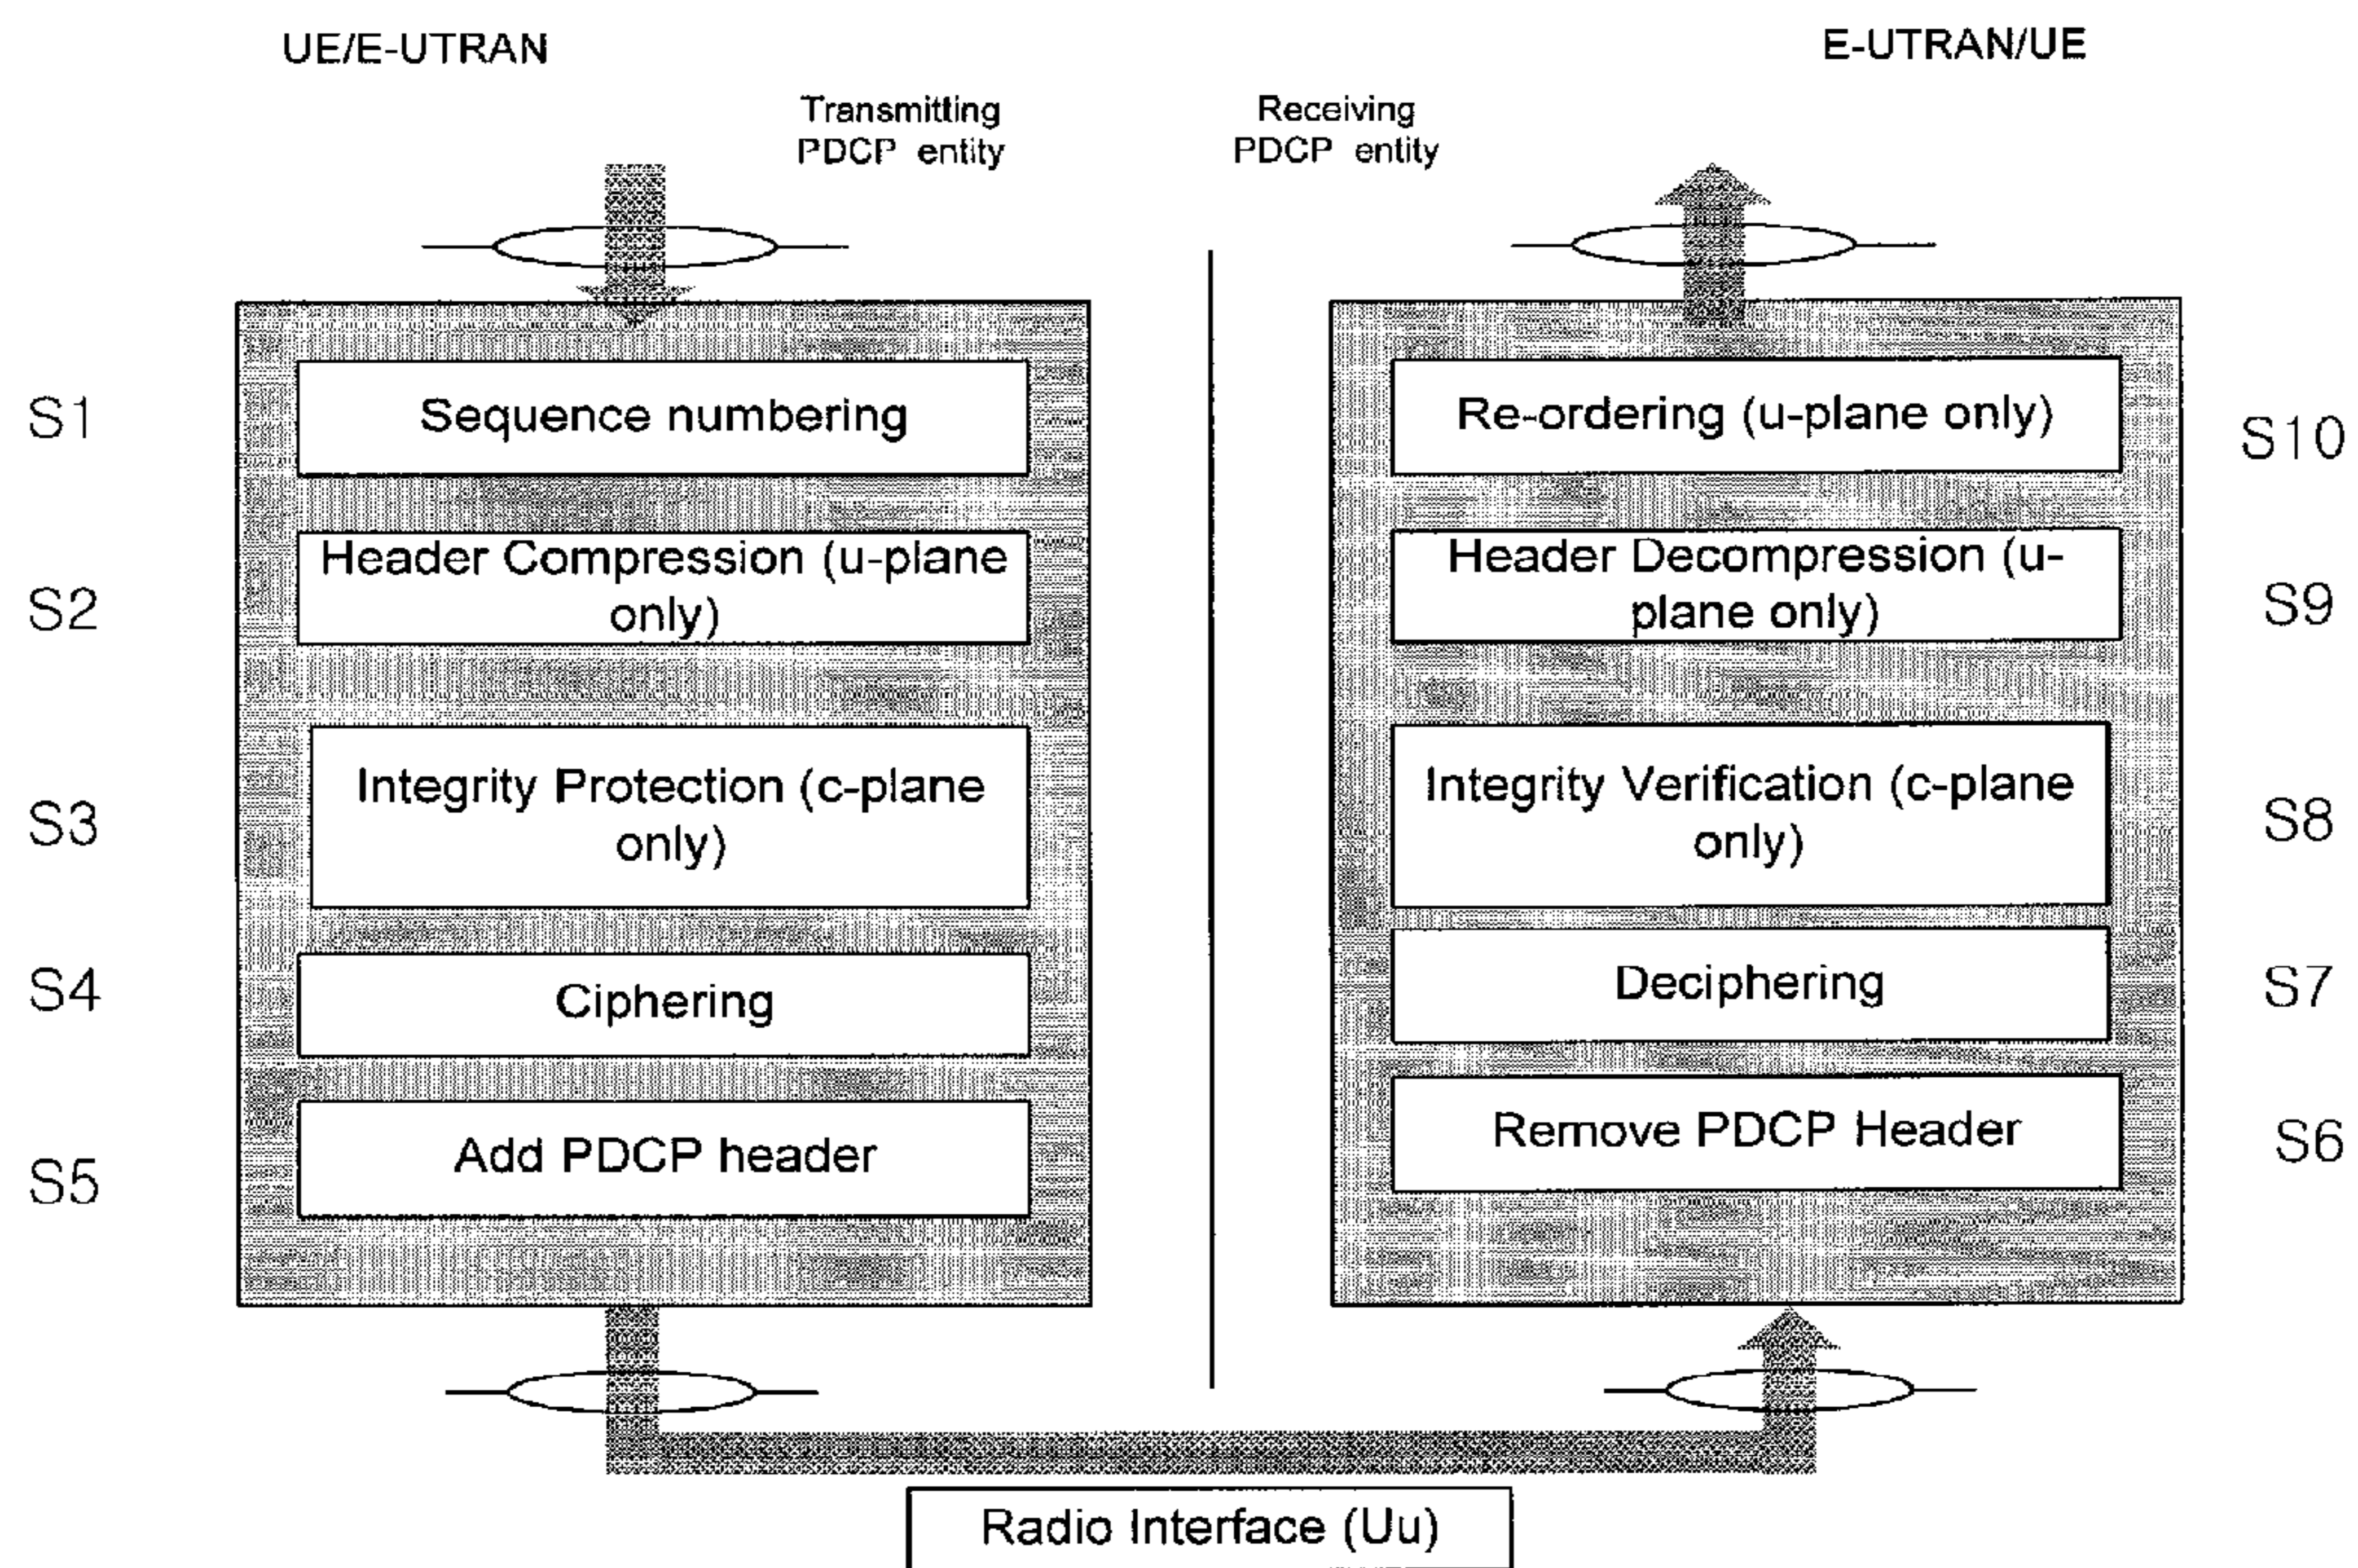 UE/E-UTRAN
E-UTRAN/UE
Transmitting
PDCP entity
Receiving
PDCP entity
S1
Sequence numbering
Re-ordering (u-plane only)
S10
S2
Header Compression (u-plane
only)
Header Decompression (u-
plane only)
S9
S3
Integrity Protection (c-plane
only)
Integrity Verification (c-plane
only)
S8
S4
Ciphering
Deciphering
S7
S5
Add PDCP header
Remove PDCP Header
S6
Radio Interface (Uu)